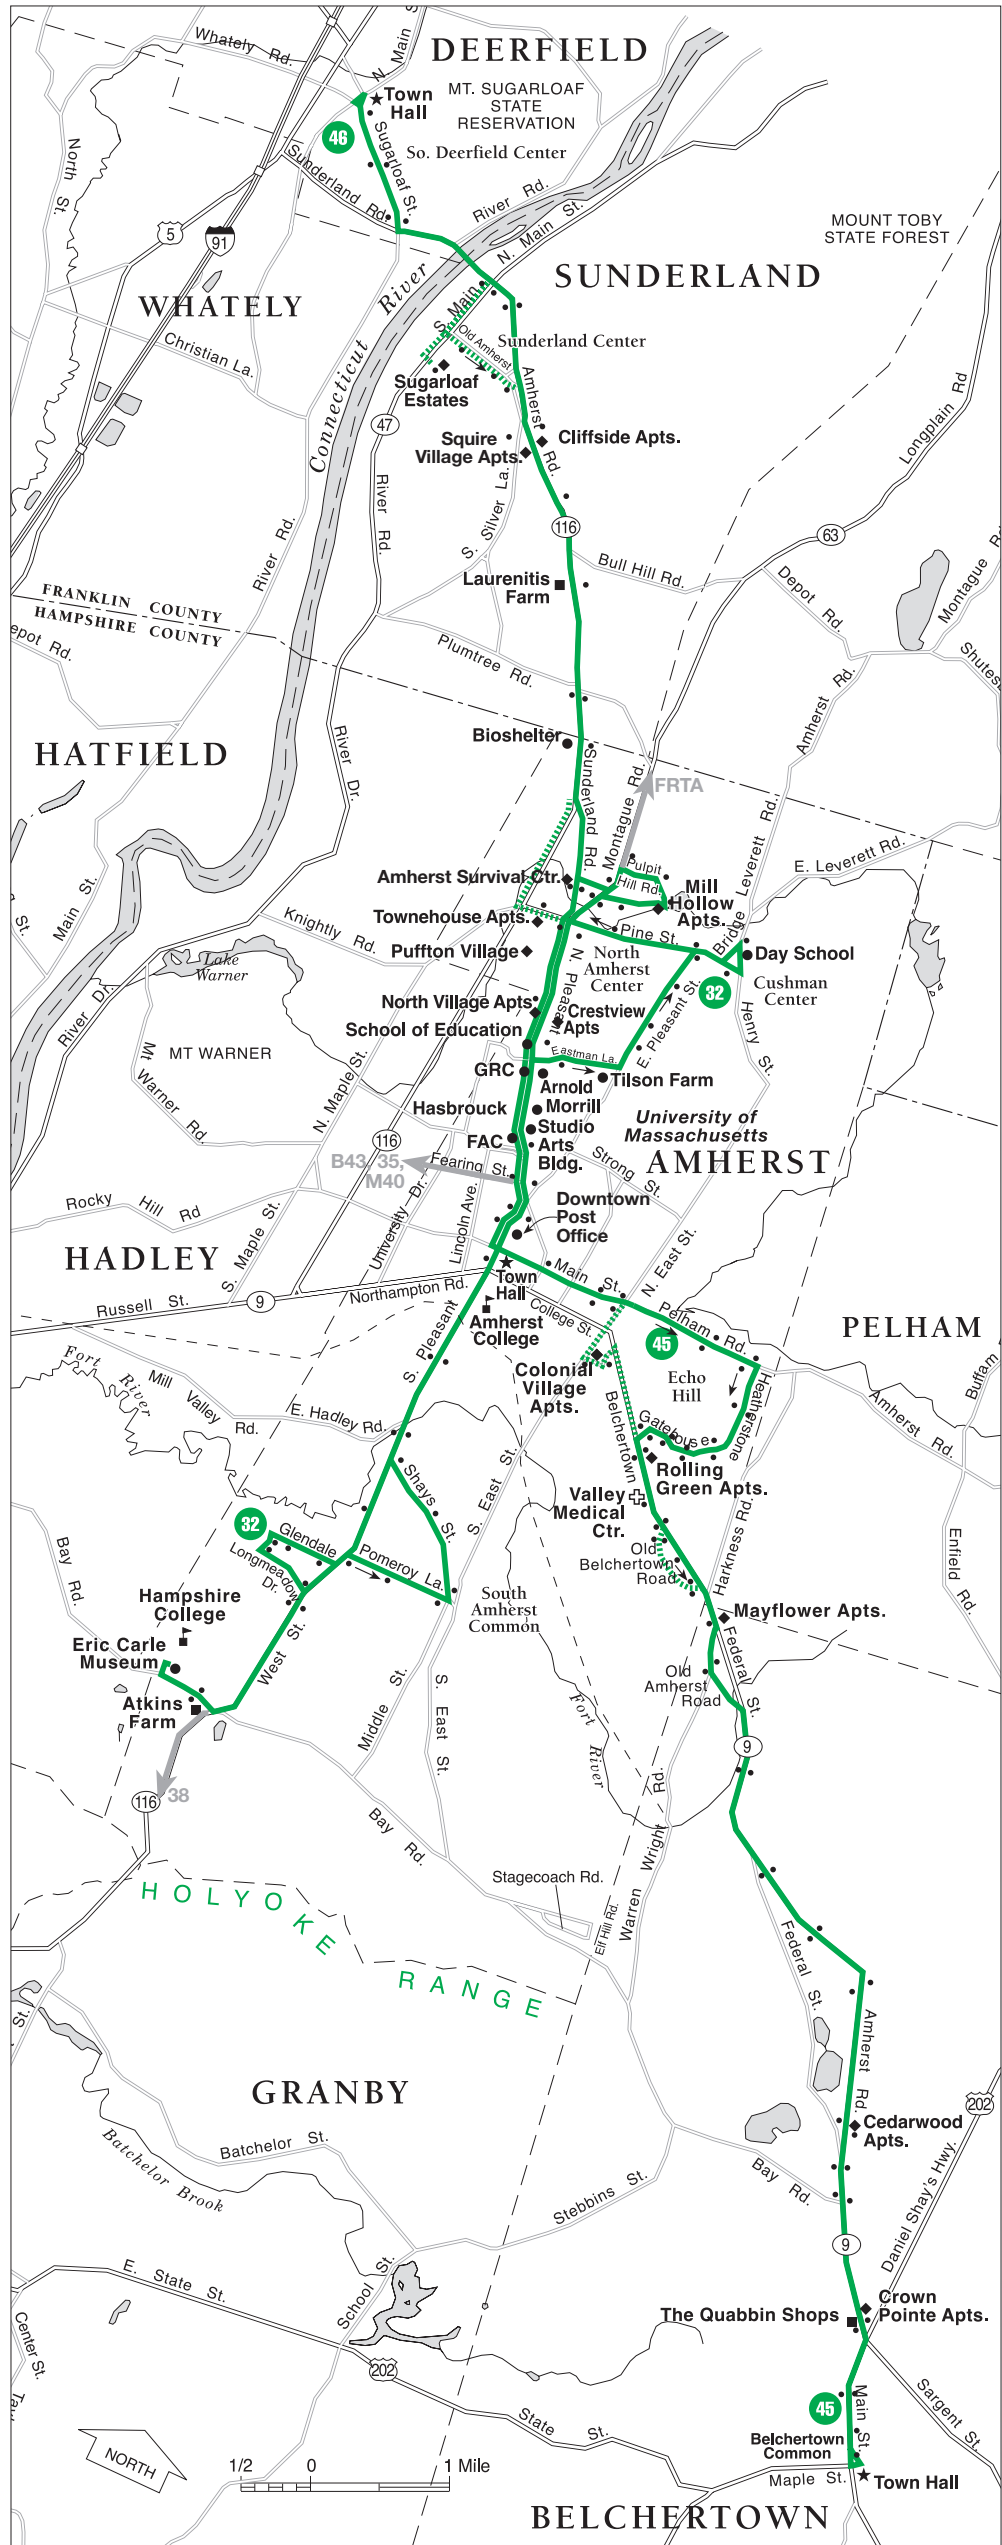 DEERFIELD
Whately Rd.
N. Main S
Town
Hall
MT. SUGARLOAF
STATE
RESERVATION
46
Sugarloaf St.
So. Deerfield Center
North St.
Sunderland Rd.
River Rd.
N. Main St.
5
91
MOUNT TOBY
STATE FOREST
SUNDERLAND
WHATELY
Connecticut River
S. Main
Old Amherst
Sunderland Center
Christian La.
Sugarloaf
Estates
Amherst Rd.
Longplain Rd
47
Squire
Village Apts.
Cliffside Apts.
River Rd.
S. Silver La.
116
63
River Rd.
Bull Hill Rd.
Laurenitis
Farm
Depot Rd.
Montague R
FRANKLIN COUNTY
HAMPSHIRE COUNTY
epot Rd.
Plumtree Rd.
Shutes
Amherst Rd.
Bioshelter
HATFIELD
River Dr.
Sunderland Rd.
Montague Rd.
FRTA
Main St.
St.
Amherst Survival Ctr.
Pulpit
Hill Rd.
Mill
Hollow
Apts.
Bridge Leverett Rd.
E. Leverett Rd.
Knightly Rd.
Townehouse Apts.
Pine St.
Puffton Village
Lake
Warner
N. Pleasant
North
Amherst
Center
Day School
Cushman
Center
32
River Dr.
North Village Apts.
Crestview
Apts
E. Pleasant St.
Henry St.
School of Education
Eastman La.
MT WARNER
Mt Warner Rd.
N. Maple St.
GRC
Arnold
Tilson Farm
Hasbrouck
Morrill
University of
Massachusetts
116
FAC
Studio
Arts
Bldg.
B43, 35,
M40
Fearing St.
Strong St.
AMHERST
Rocky Hill Rd
University Dr.
Lincoln Ave.
Downtown
Post
Office
HADLEY
S. Maple St.
Main St.
N. East St.
Town
Hall
Russell St.
9
Northampton Rd.
College St.
Amherst
College
Pelham Rd.
PELHAM
45
S. Pleasant
Fort River
Mill Valley Rd.
Colonial
Village
Apts.
Echo
Hill
Heatherstone
Amherst Rd.
Buffam
E. Hadley Rd.
Belchertown
Gatehouse
Shays St.
S. East St.
Rolling
Green Apts.
Valley
Medical
Ctr.
Harkness Rd.
32
Glendale
Longmeadow
Dr.
Pomeroy La.
Old
Belchertown
Road
Enfield Rd.
Bay Rd.
Hampshire
College
South
Amherst
Common
Mayflower Apts.
Eric Carle
Museum
West St.
Federal St.
Old
Amherst
Road
Atkins
Farm
Middle St.
S. East St.
Fort River
9
116
38
Bay Rd.
Warren Wright Rd.
Stagecoach Rd.
HOLYOKE RANGE
Elf Hill Rd.
Federal St.
St.
Amherst Rd.
GRANBY
202
Cedarwood
Apts.
Batchelor St.
Batchelor Brook
Bay Rd.
Daniel Shay's Hwy.
Stebbins St.
9
E. State St.
School St.
Crown
Pointe Apts.
The Quabbin Shops
Center St.
202
Sargent St.
45
Main St.
State St.
Belchertown
Common
NORTH
1/2 0 1 Mile
Maple St.
Town Hall
BELCHERTOWN